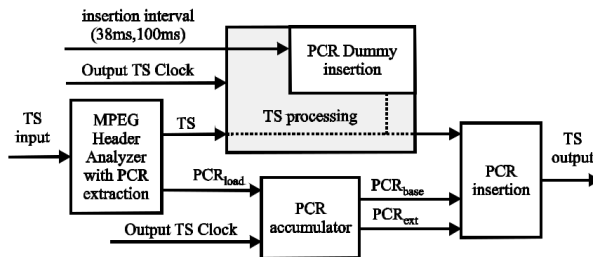 insertion interval
(38ms,100ms)
PCR Dummy
insertion
Output TS Clock
TS processing
TS
input
MPEG
Header
Analyzer
with PCR
extraction
TS
PCRload
PCR
accumulator
Output TS Clock
PCRbase
PCRext
PCR
insertion
TS
output